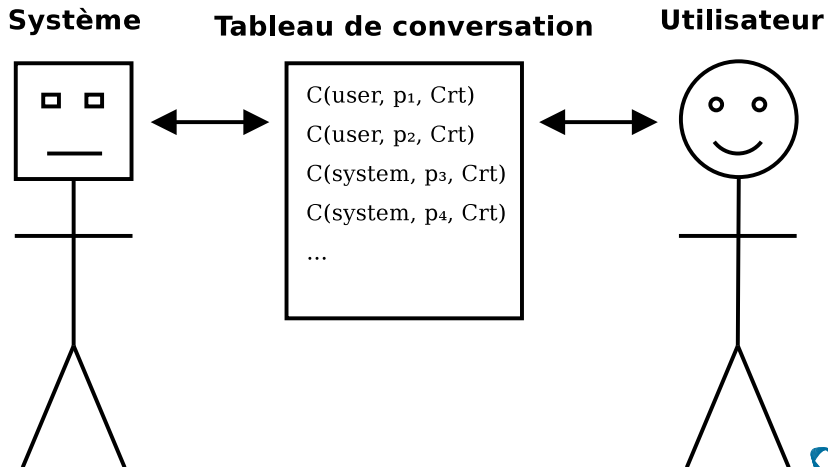 Système
Tableau de conversation
Utilisateur
C(user, p₁, Crt)
C(user, p₂, Crt)
C(system, p₃, Crt)
C(system, p₄, Crt)
...